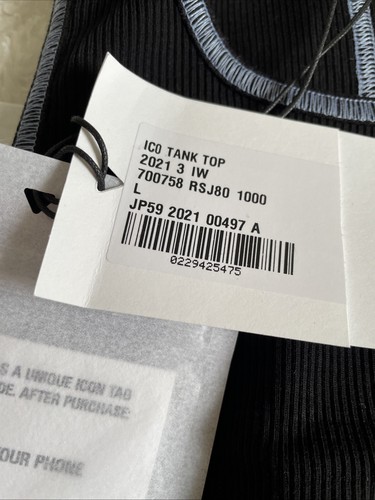 ICO TANK TOP
2021 3 IW
700758 RSJ80 1000
L
JP59 2021 00497 A
0229425475
S A UNIQUE ICON TAG
DE. AFTER PURCHASE
YOUR PHONE